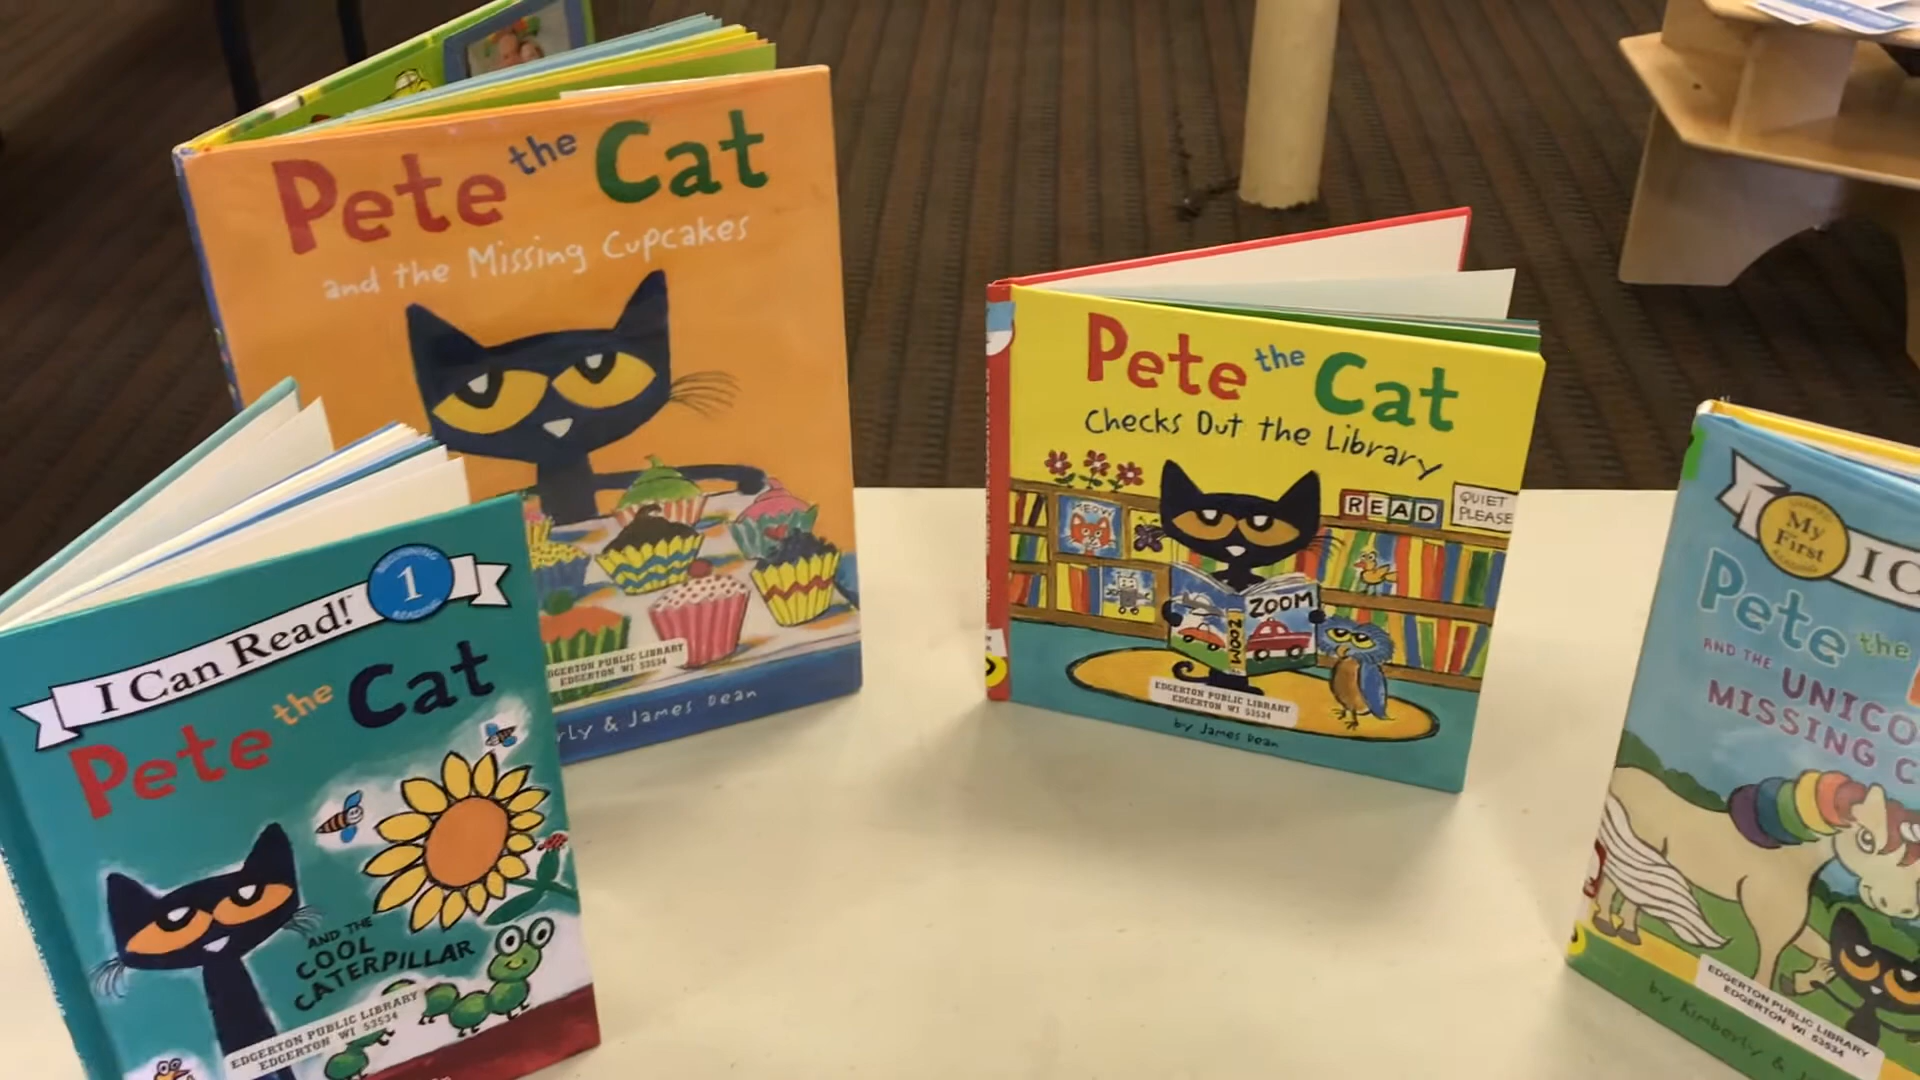 Pete the Cat
and the Missing Cupcakes
EDGERTON PUBLIC LIBRARY
EDGERTON WI 53534
& James Dean
I Can Read!
BEGINNING
1
READING
Pete the Cat
AND THE
COOL
CATERPILLAR
EDGERTON PUBLIC LIBRARY
EDGERTON WI 53534
Pete the Cat
Checks Out the Library
MEOW
READ
QUIET
PLEASE
ZOOM
ZOOM
EDGERTON PUBLIC LIBRARY
EDGERTON WI 53534
by James Dean
My
First
I C
Pete the
AND THE UNICO
MISSING C
EDGERTON PUBLIC LIBRARY
EDGERTON WI 53534
by Kimberly &